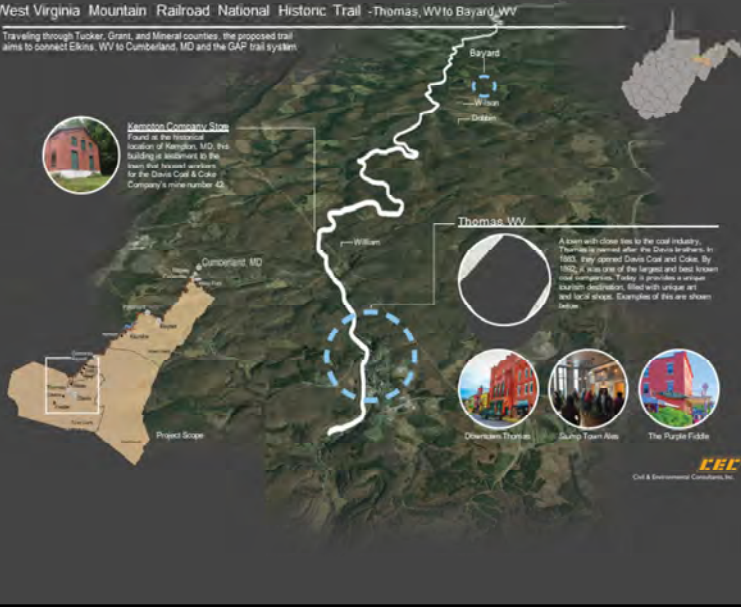 West Virginia Mountain Railroad National Historic Trail -Thomas, WV to Bayard, WV
Traveling through Tucker, Grant, and Mineral counties, the proposed trail
aims to connect Elkins, WV to Cumberland, MD and the GAP trail system
Bayard
Wilson
Dobbin
Kempton Company Store
Found at the historical
location of Kempton, MD, this
building is testiment to the
town that housed workers
for the Davis Coal & Coke
Company's mine number 42.
William
Thomas, WV
A town with close ties to the coal industry,
Thomas is named after the Davis brothers. In
1883, they opened Davis Coal and Coke. By
1892, it was one of the largest and best known
coal companies. Today it provides a unique
tourism destination, filled with unique art
and local shops. Examples of this are shown
below.
Cumberland, MD
Project Scope
Downtown Thomas
Stump Town Ales
The Purple Fiddle
CEC
Civil & Environmental Consultants, Inc.